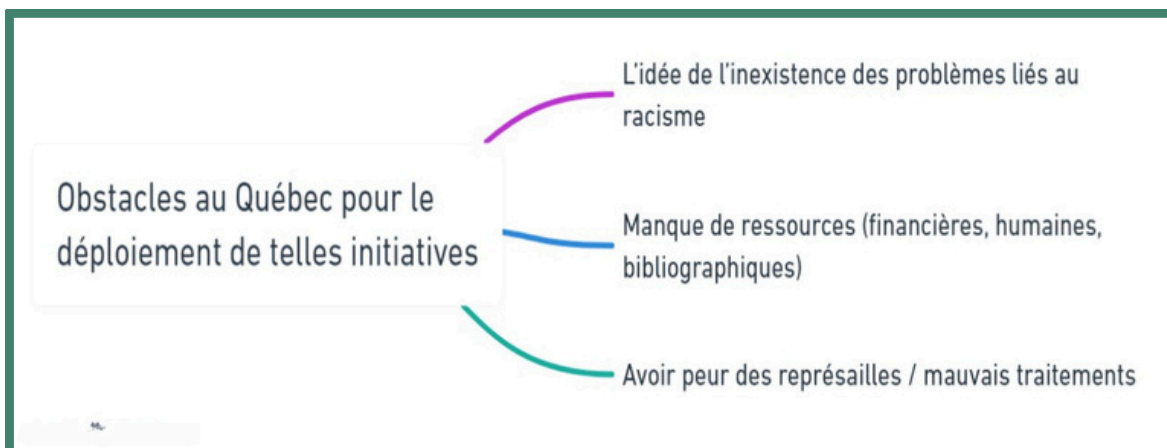 L'idée de l'inexistence des problèmes liés au
racisme
Obstacles au Québec pour le
déploiement de telles initiatives
Manque de ressources (financières, humaines,
bibliographiques)
Avoir peur des représailles / mauvais traitements